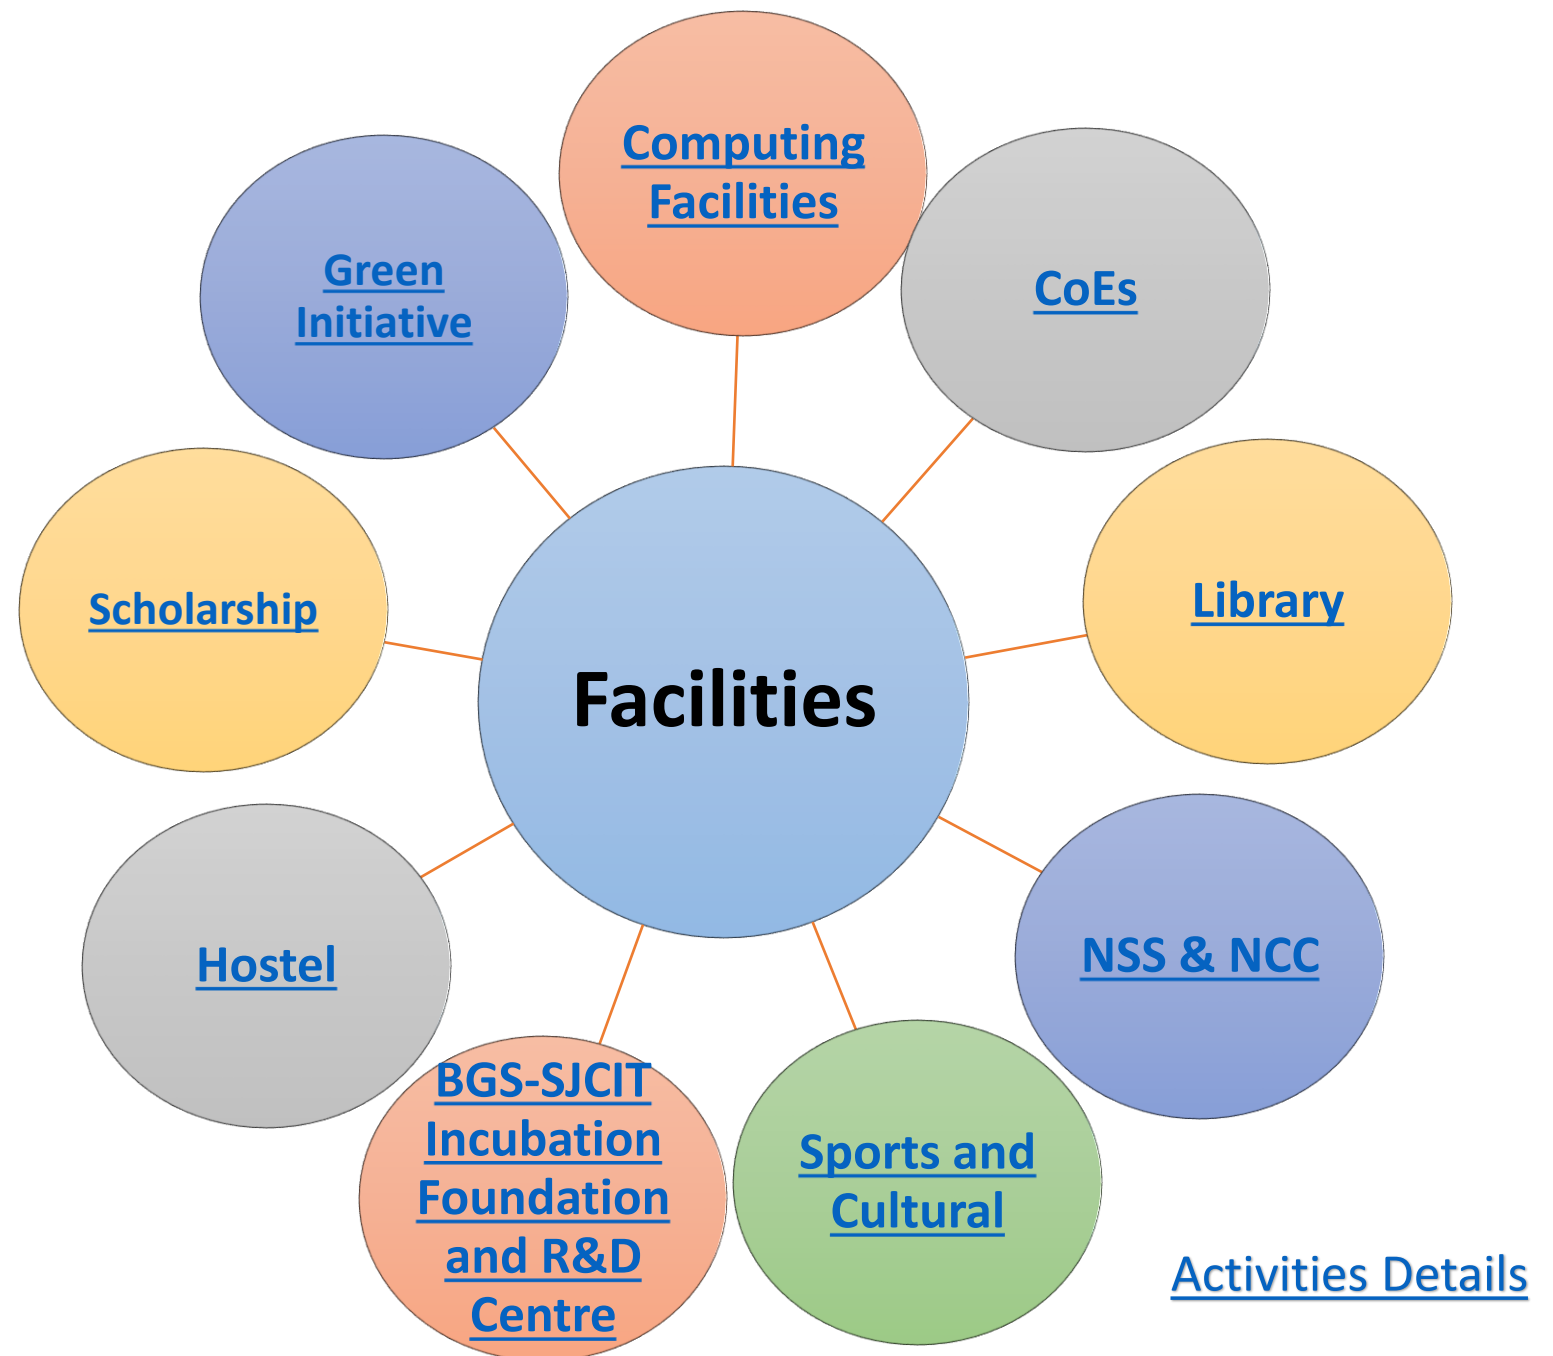 Computing
Facilities
CoEs
Library
NSS & NCC
Sports and
Cultural
BGS-SJCIT
Incubation
Foundation
and R&D
Centre
Hostel
Scholarship
Green
Initiative
Facilities
Activities Details